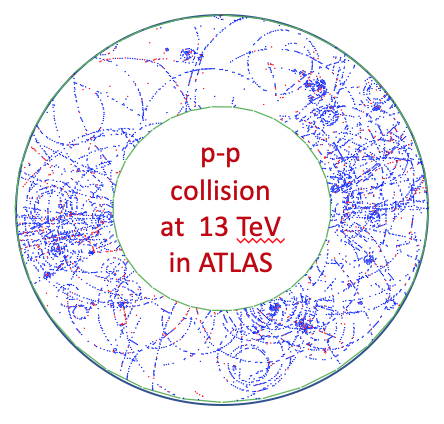 p-p
collision
at 13 TeV
in ATLAS